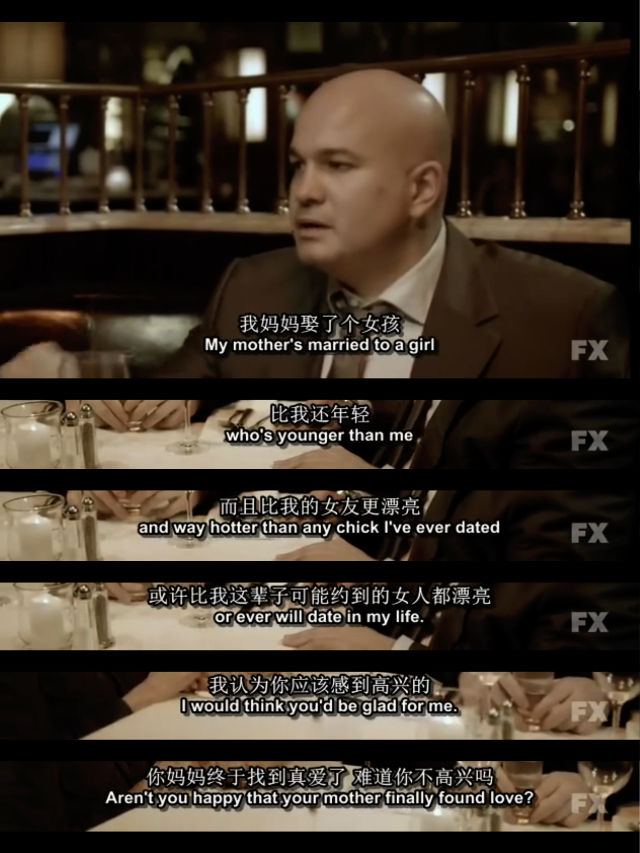 我妈妈娶了个女孩
My mother's married to a girl
FX
比我还年轻
who's younger than me
FX
而且比我的女友更漂亮
and way hotter than any chick I've ever dated
FX
或许比我这辈子可能约到的女人都漂亮
or ever will date in my life.
FX
我认为你应该感到高兴的
I would think you'd be glad for me.
FX
你妈妈终于找到真爱了 难道你不高兴吗
Aren't you happy that your mother finally found love?
FX